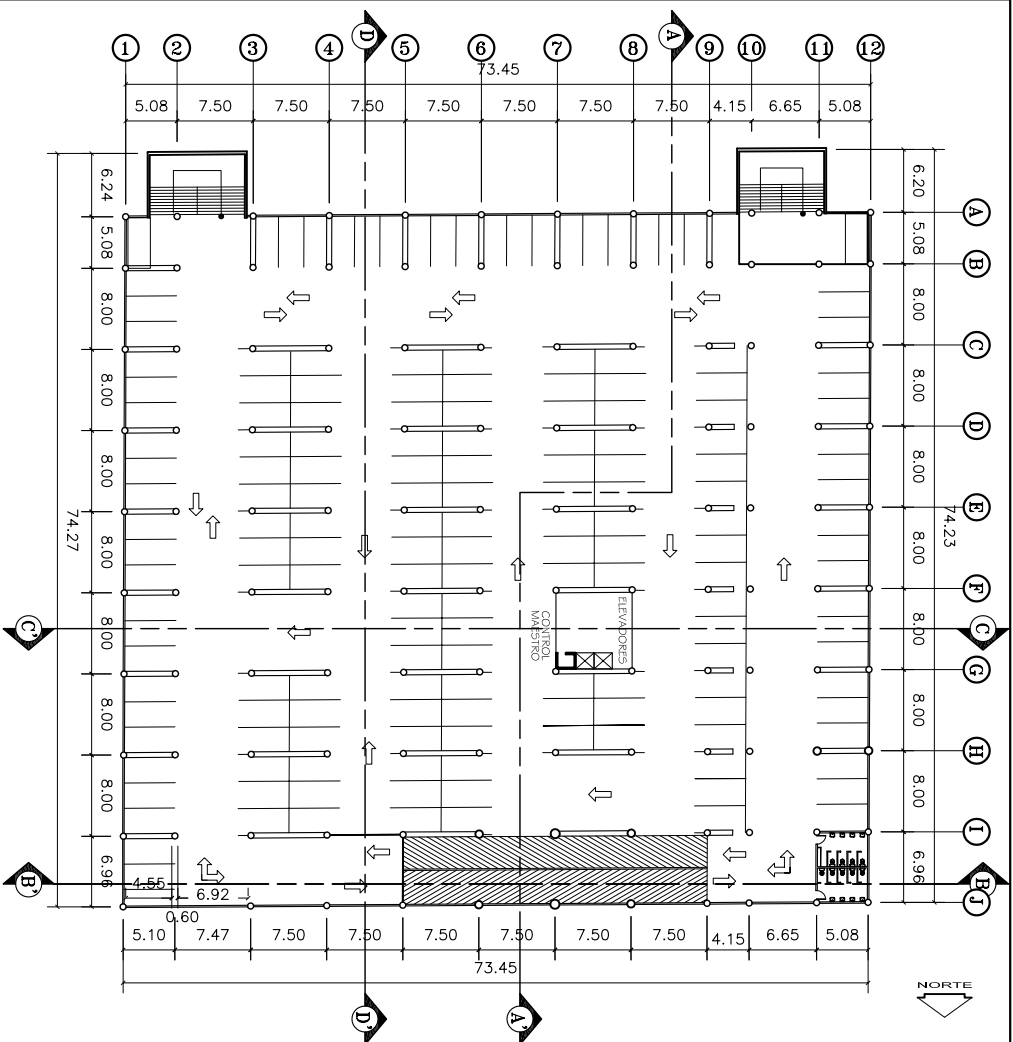 D A
1 2 3 4 5 6 7 8 9 10 11 12
73.45
5.08 7.50 7.50 7.50 7.50 7.50 7.50 7.50 4.15 6.65 5.08
6.24 6.20
A
5.08 5.08
B
8.00 8.00
C
8.00 8.00
D
8.00 8.00
E
74.27 74.23
8.00 8.00
F
ELEVADORES
CONTROL
MAESTRO
C' C
8.00 8.00
G
8.00 8.00
H
8.00 8.00
I
6.96 6.96
B' B
4.55 6.92
J
0.60
5.10 7.47 7.50 7.50 7.50 7.50 7.50 7.50 4.15 6.65 5.08
73.45
NORTE
D' A'